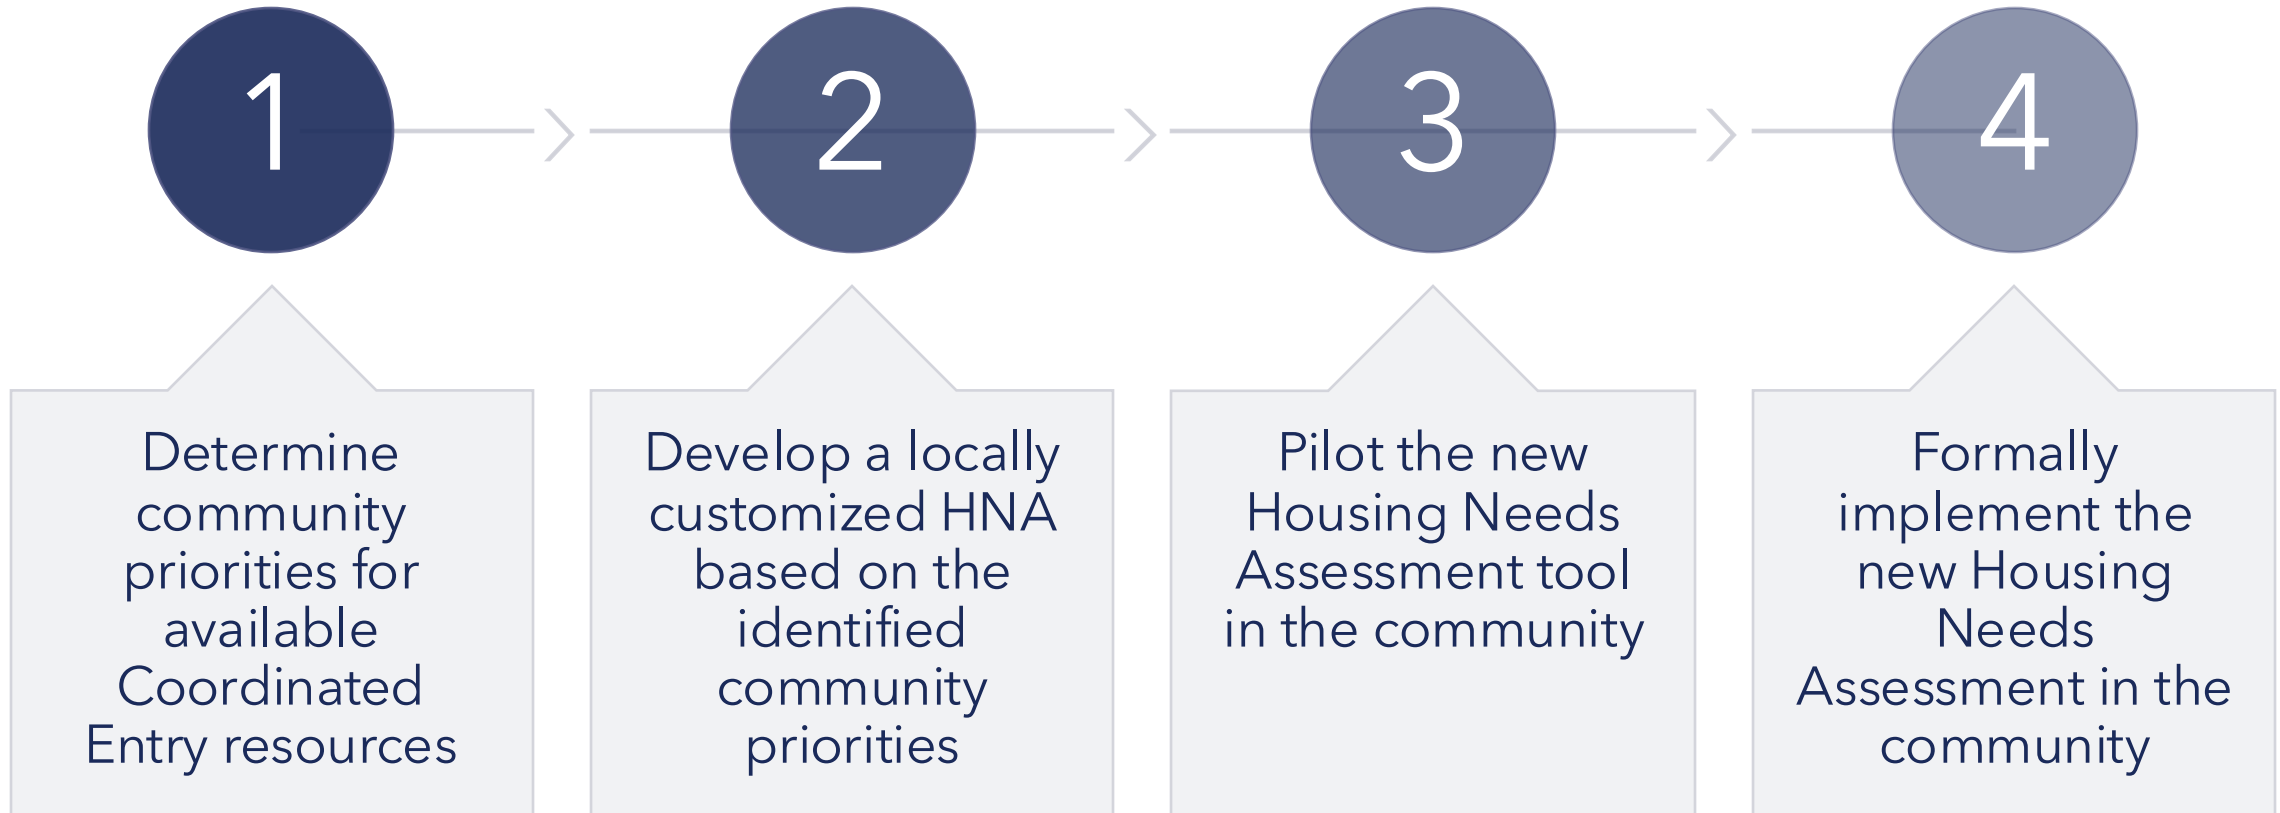 1
Determine
community
priorities for
available
Coordinated
Entry resources
2
Develop a locally
customized HNA
based on the
identified
community
priorities
3
Pilot the new
Housing Needs
Assessment tool
in the community
4
Formally
implement the
new Housing
Needs
Assessment in the
community